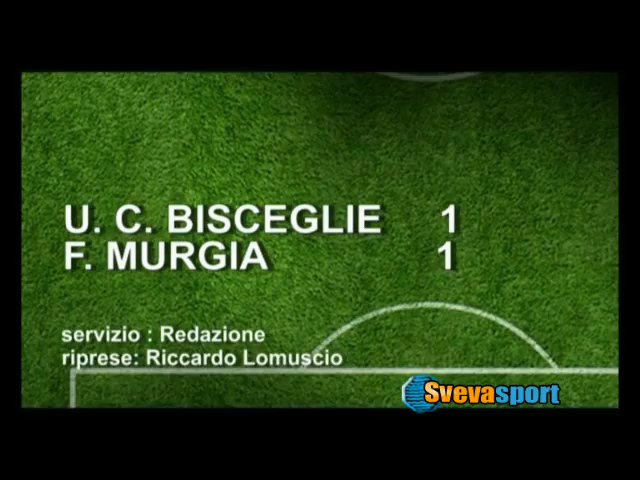 U. C. BISCEGLIE 1
F. MURGIA 1
servizio : Redazione
riprese: Riccardo Lomuscio
Svevasport